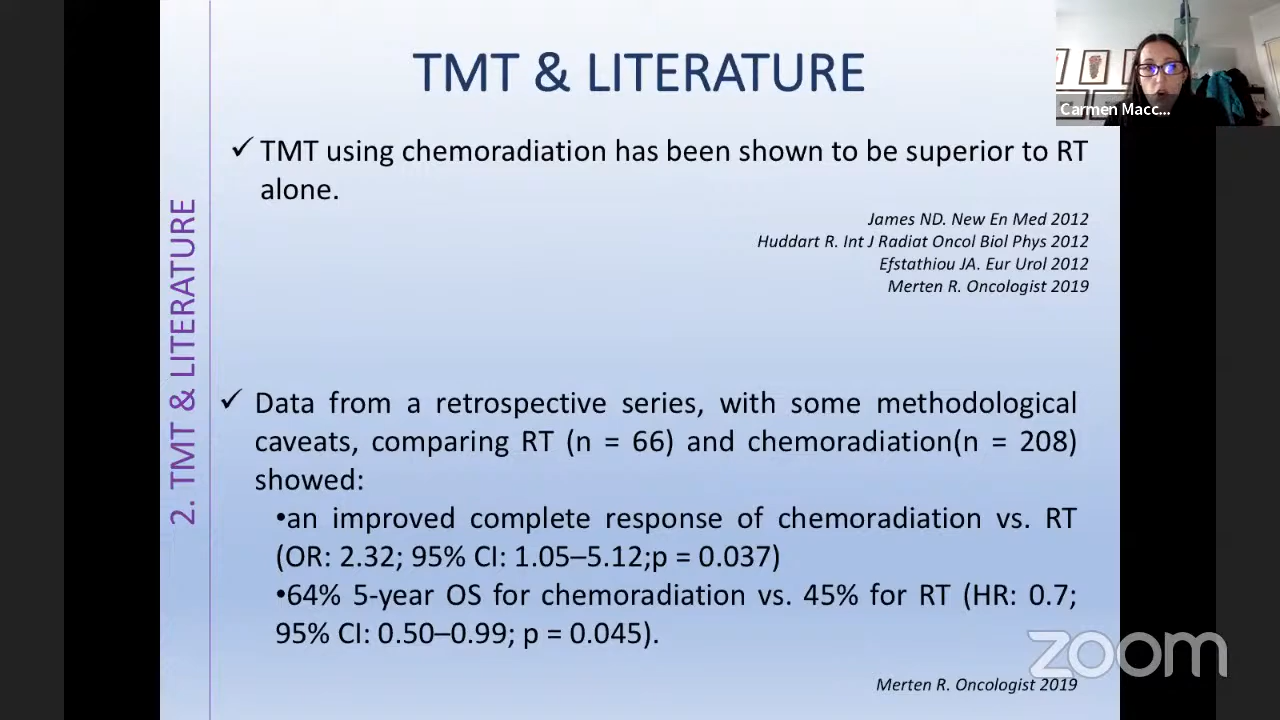 TMT & LITERATURE
Carmen Macc...
✓ TMT using chemoradiation has been shown to be superior to RT
alone.
James ND. New En Med 2012
Huddart R. Int J Radiat Oncol Biol Phys 2012
Efstathiou JA. Eur Urol 2012
Merten R. Oncologist 2019
2. TMT & LITERATURE
✓ Data from a retrospective series, with some methodological
caveats, comparing RT (n = 66) and chemoradiation(n = 208)
showed:
•an improved complete response of chemoradiation vs. RT
(OR: 2.32; 95% CI: 1.05–5.12;p = 0.037)
•64% 5-year OS for chemoradiation vs. 45% for RT (HR: 0.7;
95% CI: 0.50–0.99; p = 0.045).
zoom
Merten R. Oncologist 2019